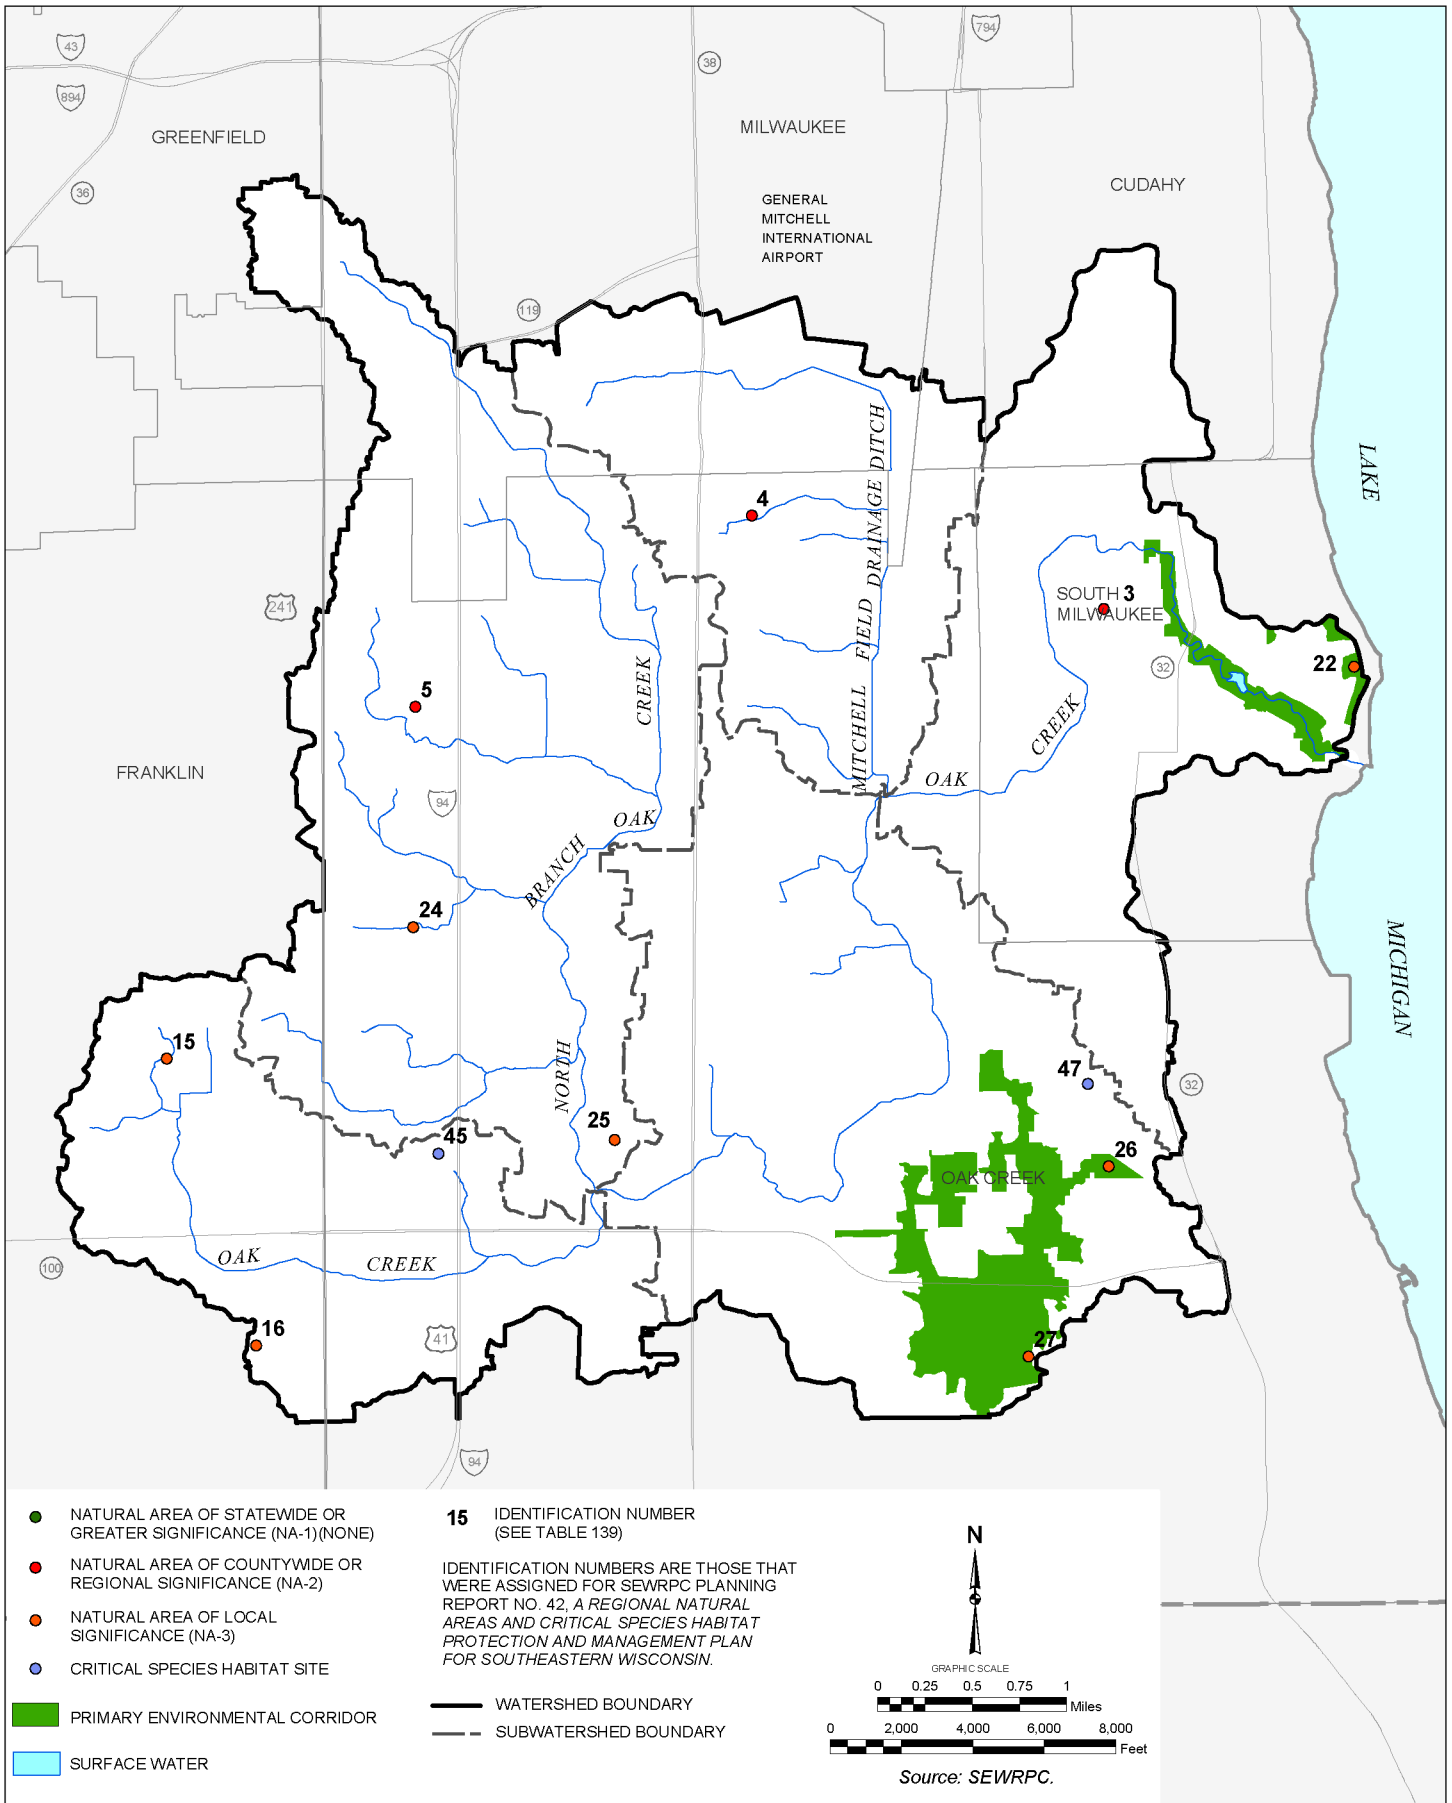 43
894
36
GREENFIELD
38
794
MILWAUKEE
CUDAHY
GENERAL
MITCHELL
INTERNATIONAL
AIRPORT
119
LAKE
MICHIGAN
4
MITCHELL FIELD DRAINAGE DITCH
SOUTH
MILWAUKEE
3
32
22
241
5
FRANKLIN
94
CREEK
OAK
BRANCH
NORTH
OAK
CREEK
24
15
45
25
47
32
26
OAK CREEK
100
OAK
CREEK
16
41
27
94
NATURAL AREA OF STATEWIDE OR
GREATER SIGNIFICANCE (NA-1)(NONE)
NATURAL AREA OF COUNTYWIDE OR
REGIONAL SIGNIFICANCE (NA-2)
NATURAL AREA OF LOCAL
SIGNIFICANCE (NA-3)
CRITICAL SPECIES HABITAT SITE
PRIMARY ENVIRONMENTAL CORRIDOR
SURFACE WATER
15 IDENTIFICATION NUMBER
(SEE TABLE 139)
IDENTIFICATION NUMBERS ARE THOSE THAT
WERE ASSIGNED FOR SEWRPC PLANNING
REPORT NO. 42, A REGIONAL NATURAL
AREAS AND CRITICAL SPECIES HABITAT
PROTECTION AND MANAGEMENT PLAN
FOR SOUTHEASTERN WISCONSIN.
WATERSHED BOUNDARY
SUBWATERSHED BOUNDARY
N
GRAPHIC SCALE
0 0.25 0.5 0.75 1
Miles
0 2,000 4,000 6,000 8,000
Feet
Source: SEWRPC.